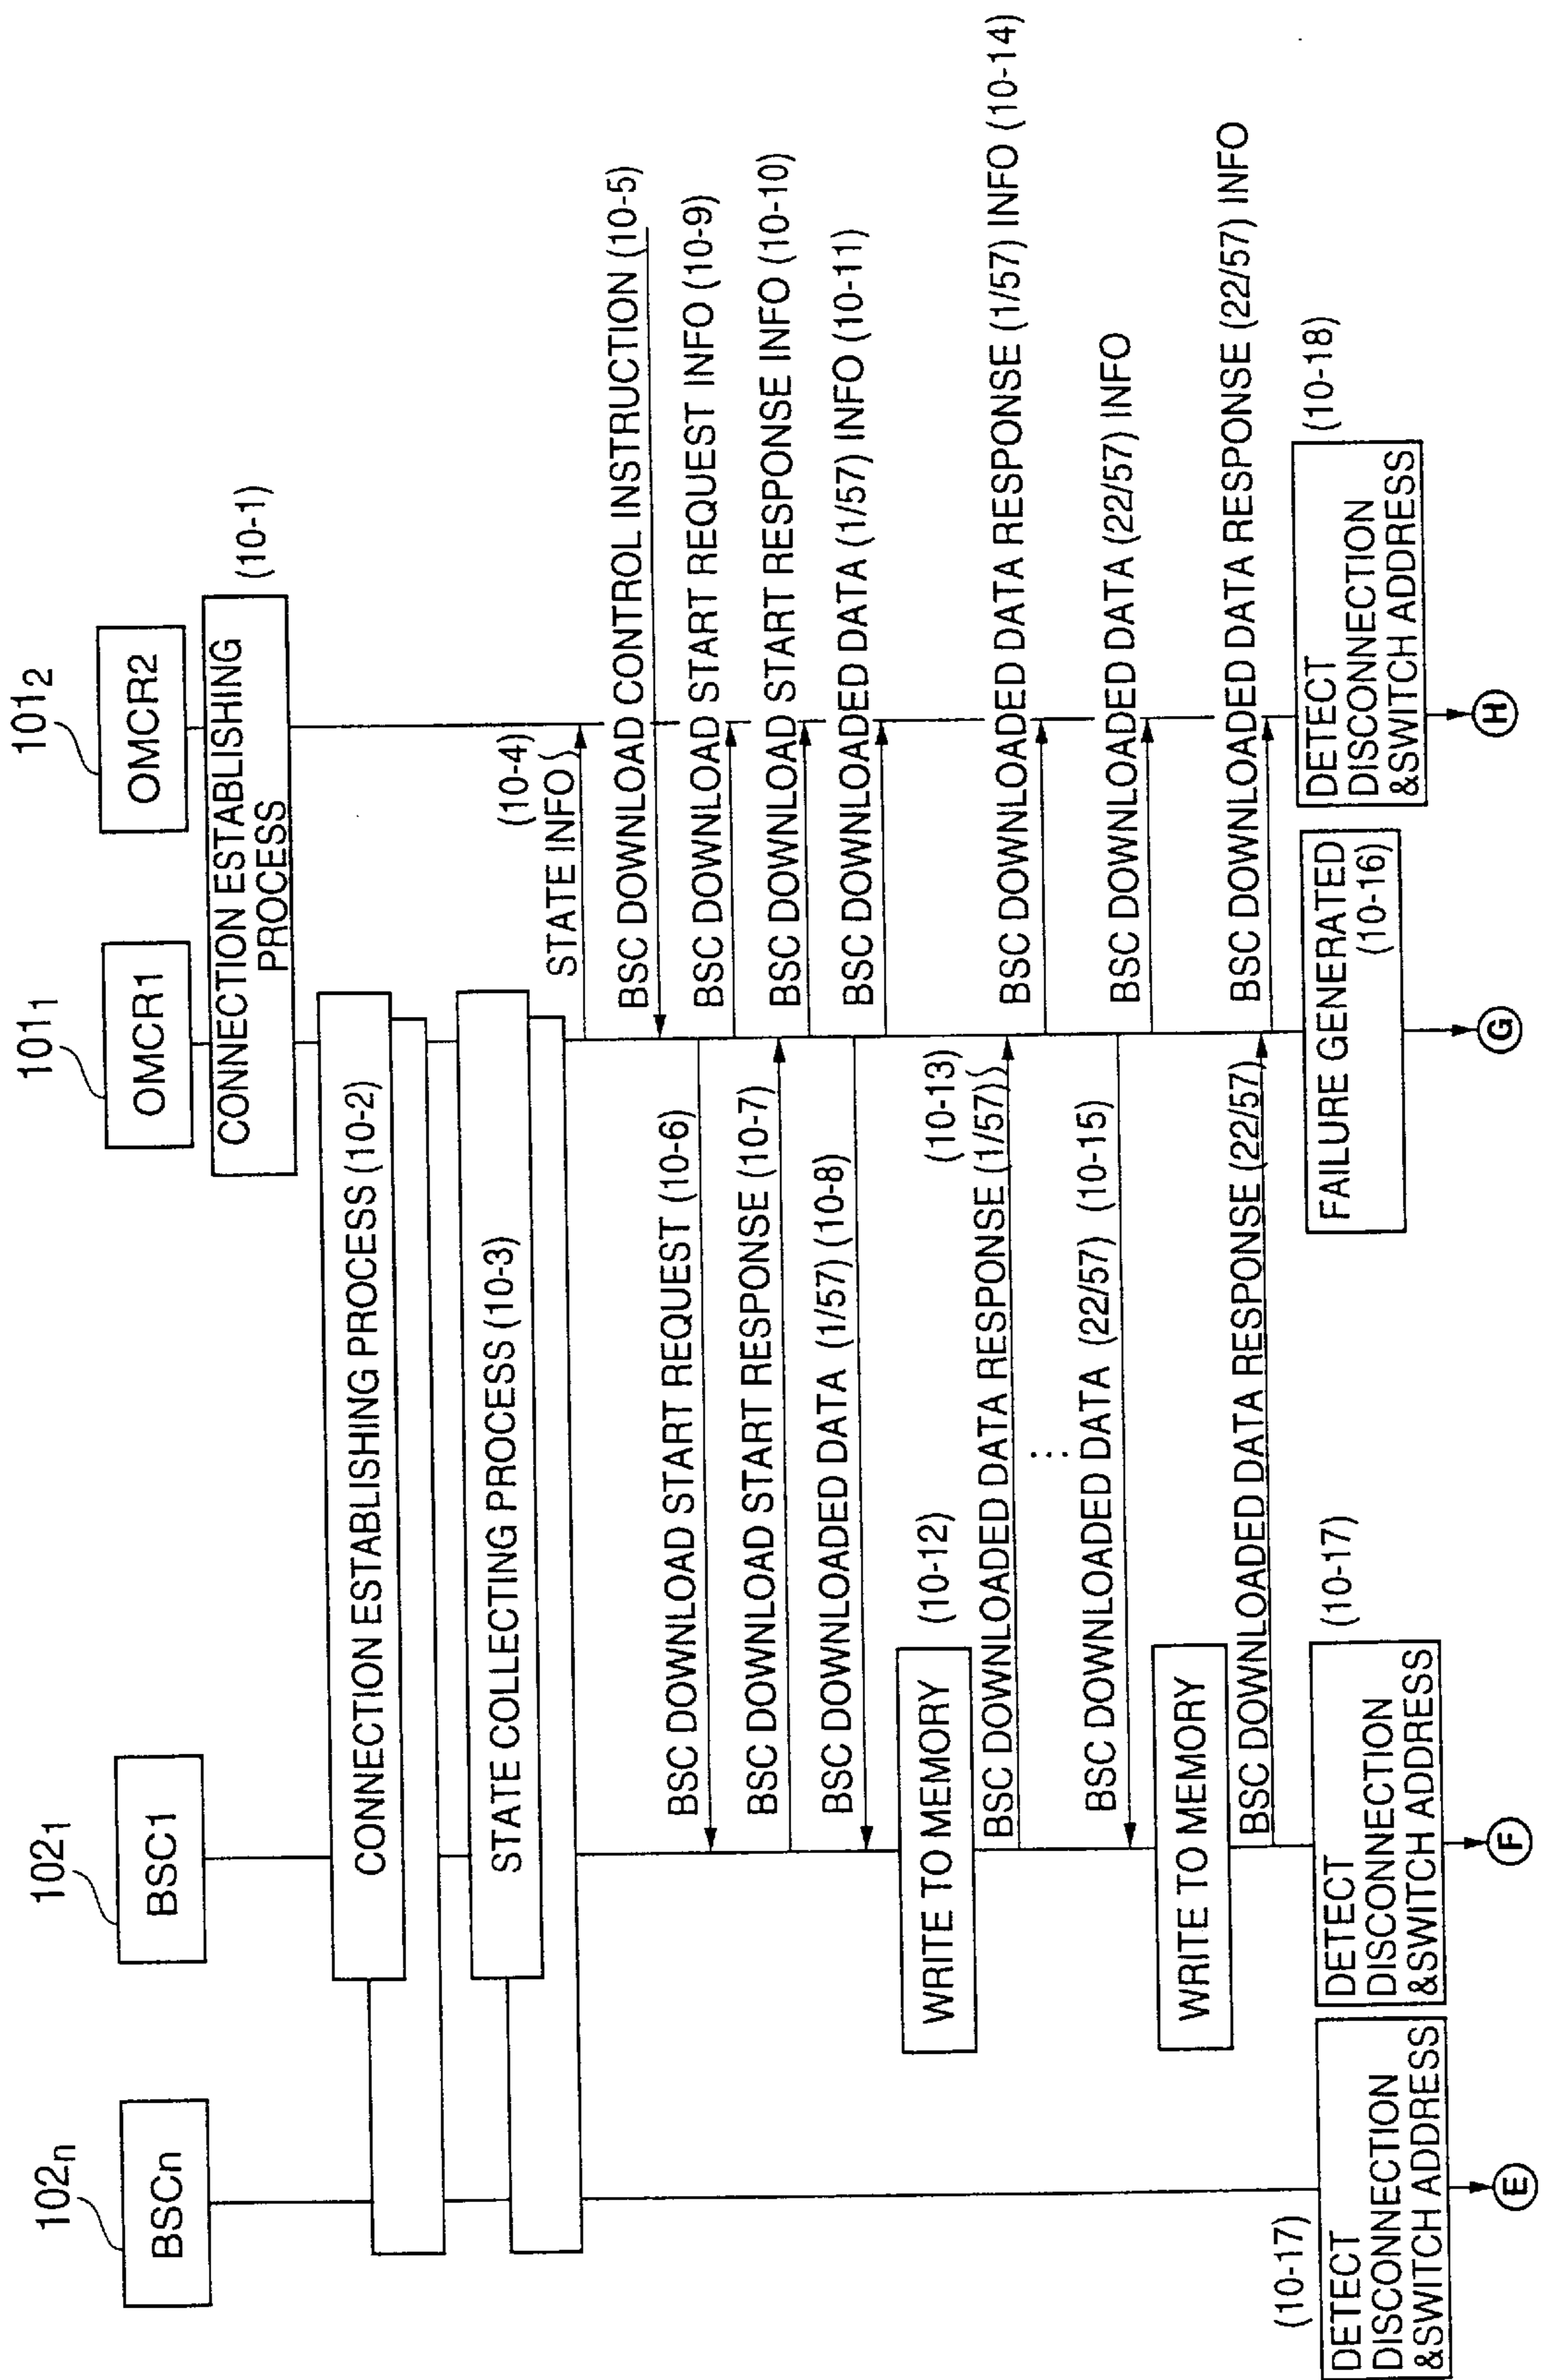 102n
BSCn
102₁
BSC1
101₁
OMCR1
101₂
OMCR2
CONNECTION ESTABLISHING
PROCESS
(10-1)
CONNECTION ESTABLISHING PROCESS (10-2)
STATE COLLECTING PROCESS (10-3)
(10-4)
STATE INFO
BSC DOWNLOAD CONTROL INSTRUCTION (10-5)
BSC DOWNLOAD START REQUEST (10-6)
BSC DOWNLOAD START REQUEST INFO (10-9)
BSC DOWNLOAD START RESPONSE (10-7)
BSC DOWNLOAD START RESPONSE INFO (10-10)
BSC DOWNLOADED DATA (1/57) (10-8)
BSC DOWNLOADED DATA (1/57) INFO (10-11)
WRITE TO MEMORY
(10-12)
(10-13)
BSC DOWNLOADED DATA RESPONSE (1/57)
BSC DOWNLOADED DATA RESPONSE (1/57) INFO (10-14)
...
BSC DOWNLOADED DATA (22/57) (10-15)
BSC DOWNLOADED DATA (22/57) INFO
WRITE TO MEMORY
BSC DOWNLOADED DATA RESPONSE (22/57)
BSC DOWNLOADED DATA RESPONSE (22/57) INFO
(10-17)
DETECT
DISCONNECTION
&SWITCH ADDRESS
(10-17)
DETECT
DISCONNECTION
&SWITCH ADDRESS
FAILURE GENERATED
(10-16)
(10-18)
DETECT
DISCONNECTION
&SWITCH ADDRESS
E
F
G
H